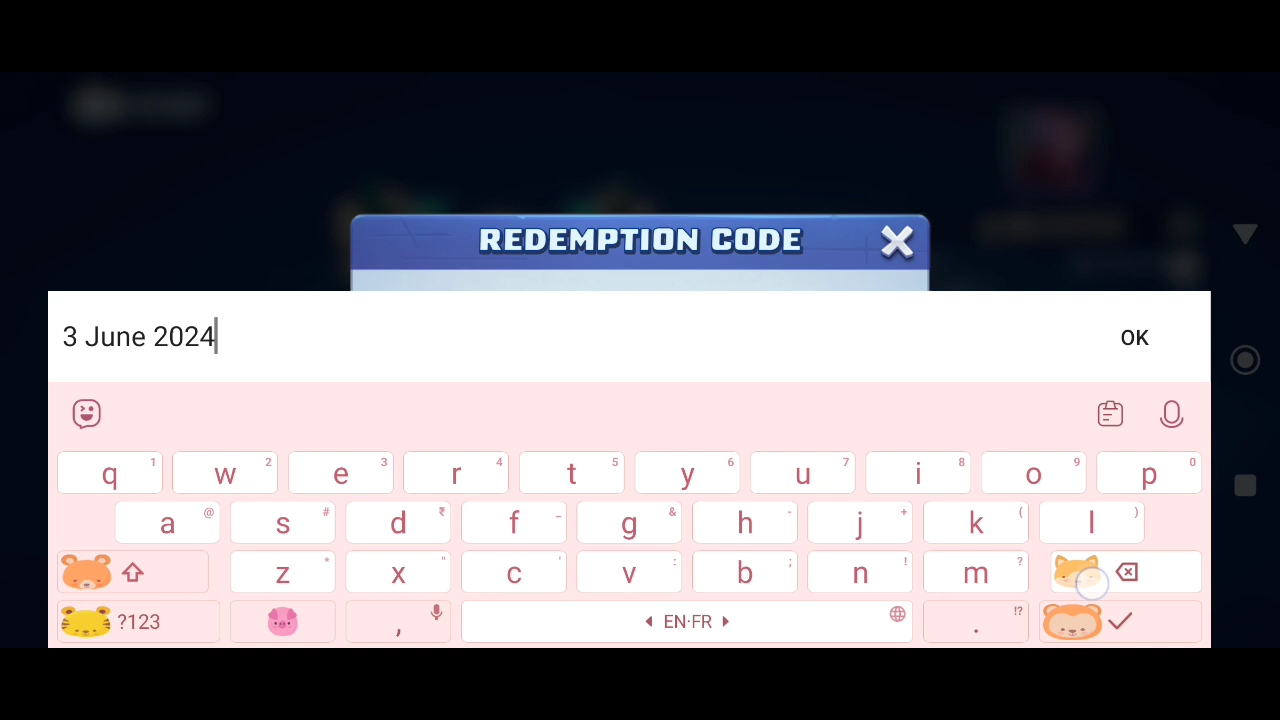 REDEMPTION CODE
3 June 2024
OK
q 1 w 2 e 3 r 4 t 5 y 6 u 7 i 8 o 9 p 0
a @ s # d ₹ f _ g & h - j + k ( l )
z * x " c ' v : b ; n ! m ?
?123 , EN·FR . !?